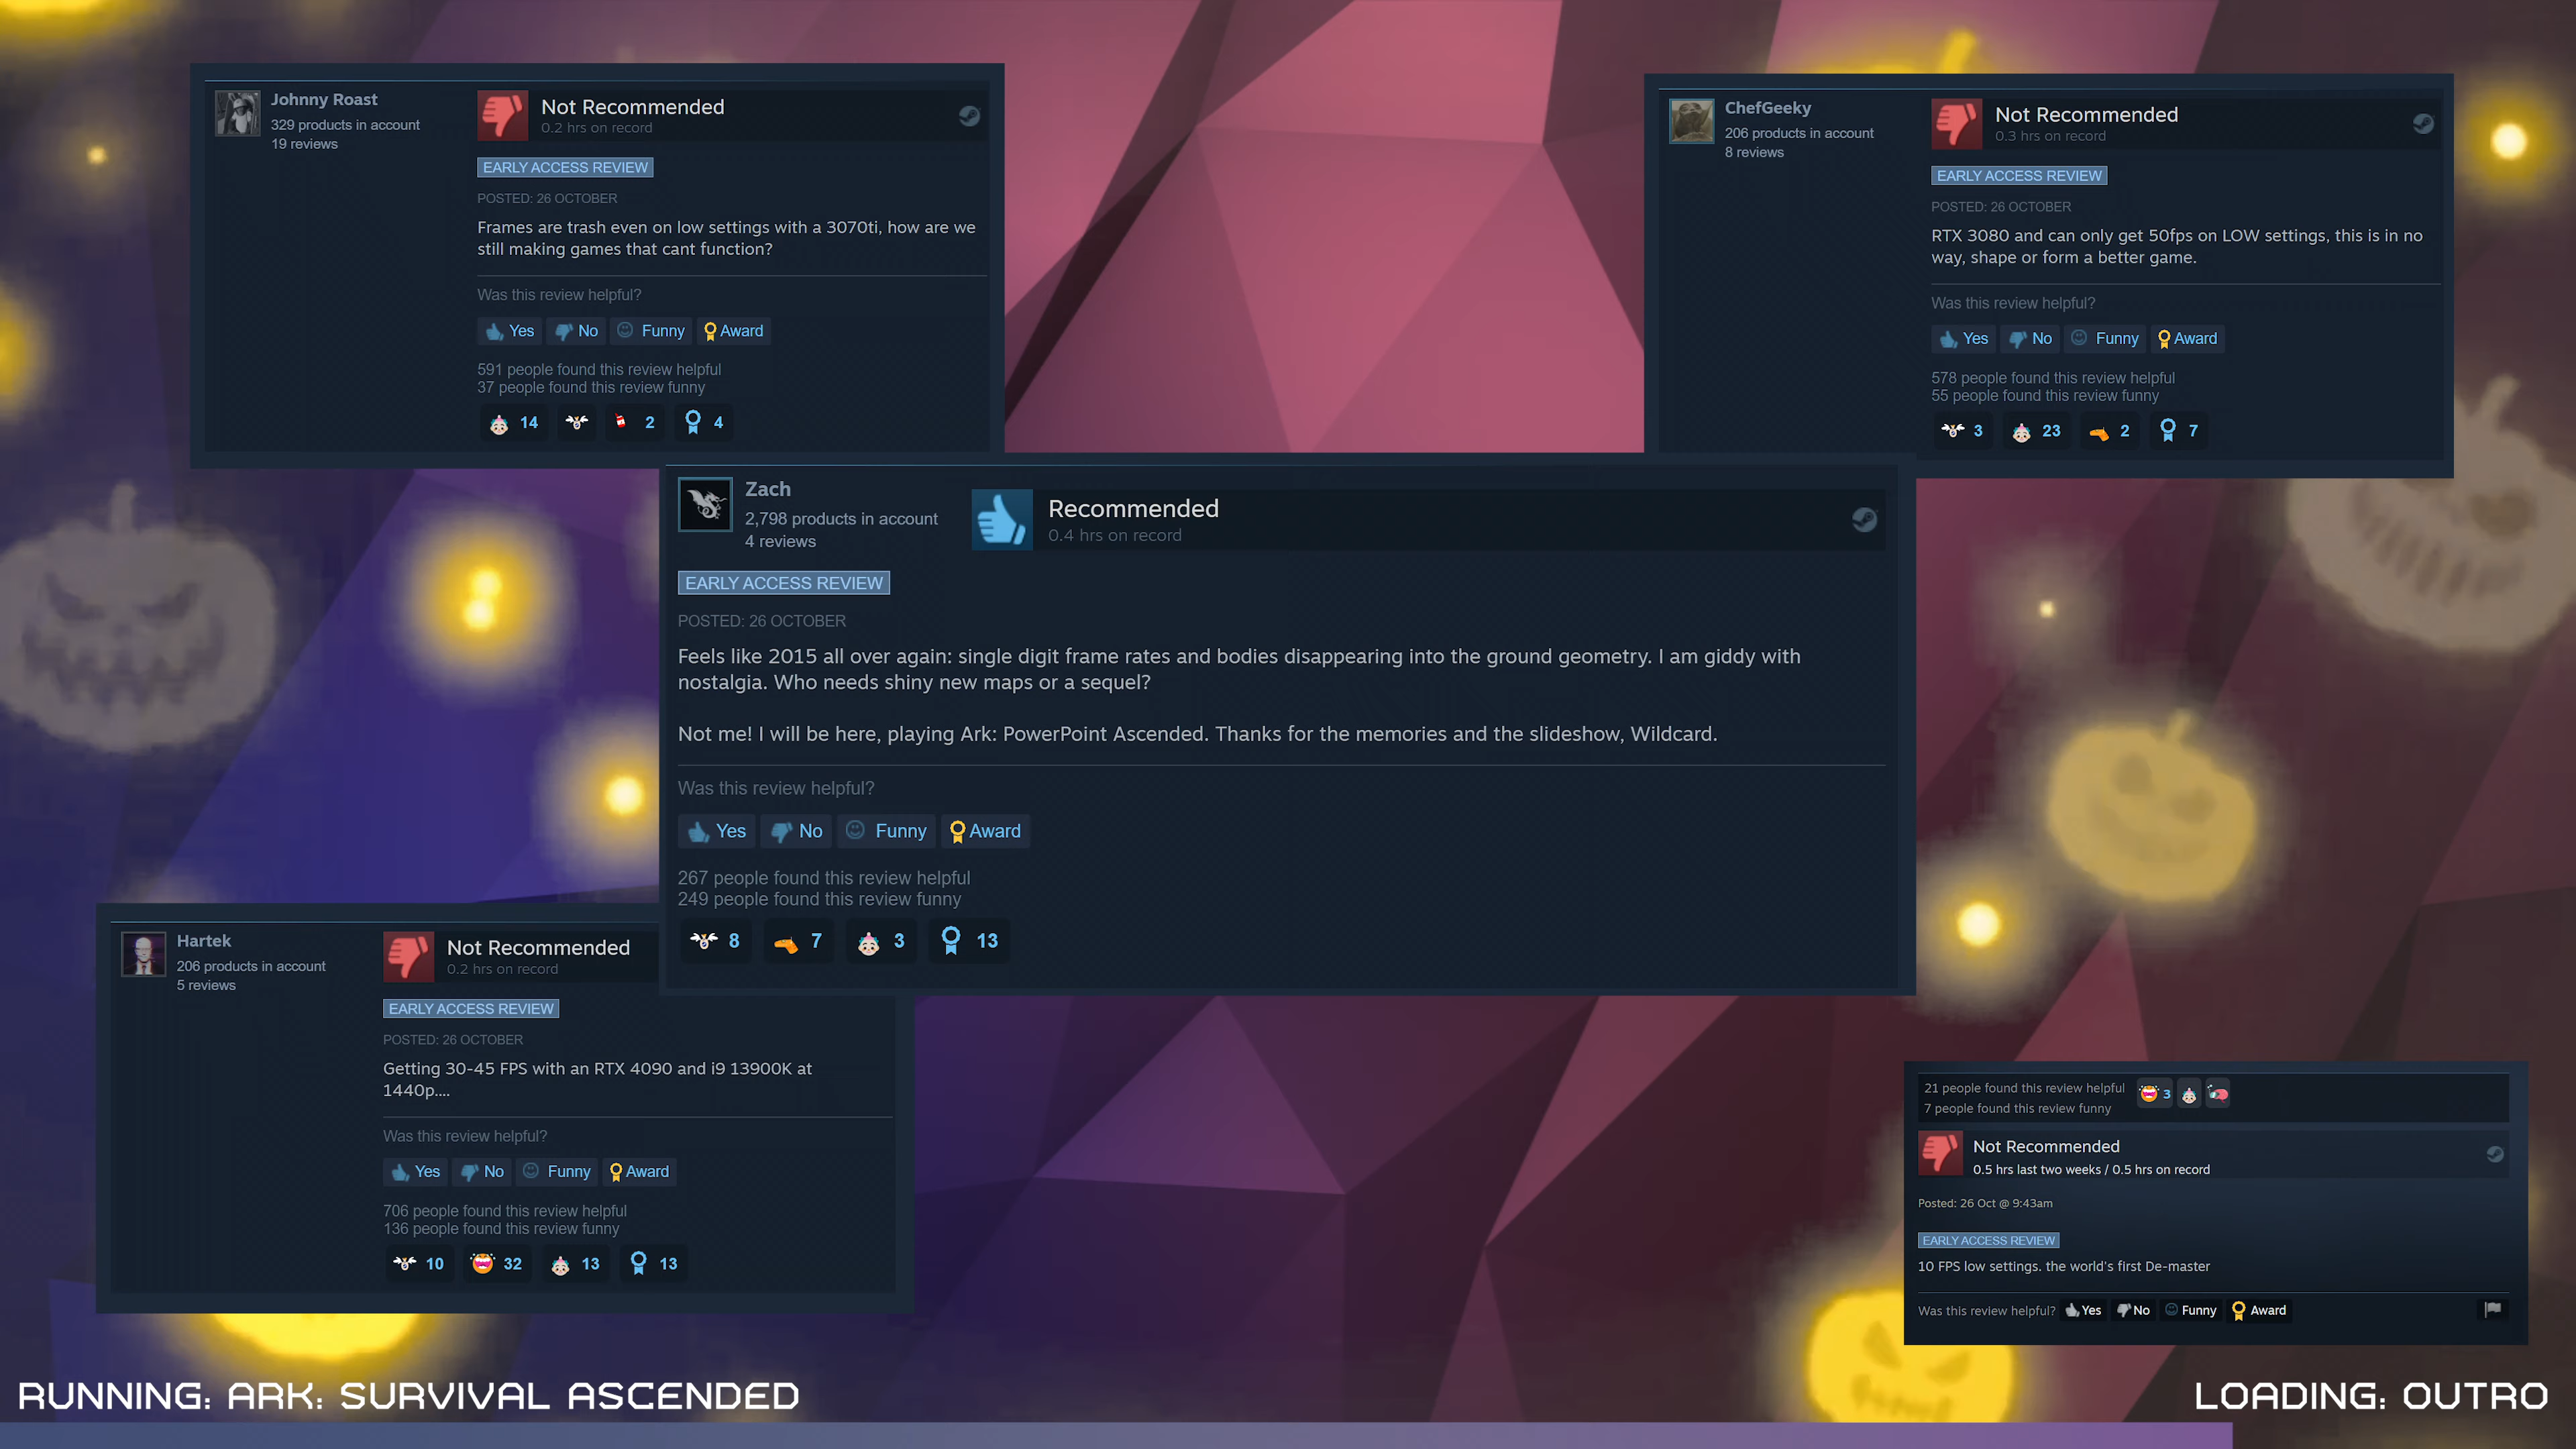 Johnny Roast
329 products in account
19 reviews
Not Recommended
0.2 hrs on record
EARLY ACCESS REVIEW
POSTED: 26 OCTOBER
Frames are trash even on low settings with a 3070ti, how are we
still making games that cant function?
Was this review helpful?
Yes No Funny Award
591 people found this review helpful
37 people found this review funny
14 2 4
ChefGeeky
206 products in account
8 reviews
Not Recommended
0.3 hrs on record
EARLY ACCESS REVIEW
POSTED: 26 OCTOBER
RTX 3080 and can only get 50fps on LOW settings, this is in no
way, shape or form a better game.
Was this review helpful?
Yes No Funny Award
578 people found this review helpful
55 people found this review funny
3 23 2 7
Zach
2,798 products in account
4 reviews
Recommended
0.4 hrs on record
EARLY ACCESS REVIEW
POSTED: 26 OCTOBER
Feels like 2015 all over again: single digit frame rates and bodies disappearing into the ground geometry. I am giddy with
nostalgia. Who needs shiny new maps or a sequel?
Not me! I will be here, playing Ark: PowerPoint Ascended. Thanks for the memories and the slideshow, Wildcard.
Was this review helpful?
Yes No Funny Award
267 people found this review helpful
249 people found this review funny
8 7 3 13
Hartek
206 products in account
5 reviews
Not Recommended
0.2 hrs on record
EARLY ACCESS REVIEW
POSTED: 26 OCTOBER
Getting 30-45 FPS with an RTX 4090 and i9 13900K at
1440p....
Was this review helpful?
Yes No Funny Award
706 people found this review helpful
136 people found this review funny
10 32 13 13
21 people found this review helpful
7 people found this review funny
3
Not Recommended
0.5 hrs last two weeks / 0.5 hrs on record
Posted: 26 Oct @ 9:43am
EARLY ACCESS REVIEW
10 FPS low settings. the world's first De-master
Was this review helpful? Yes No Funny Award
RUNNING: ARK: SURVIVAL ASCENDED
LOADING: OUTRO